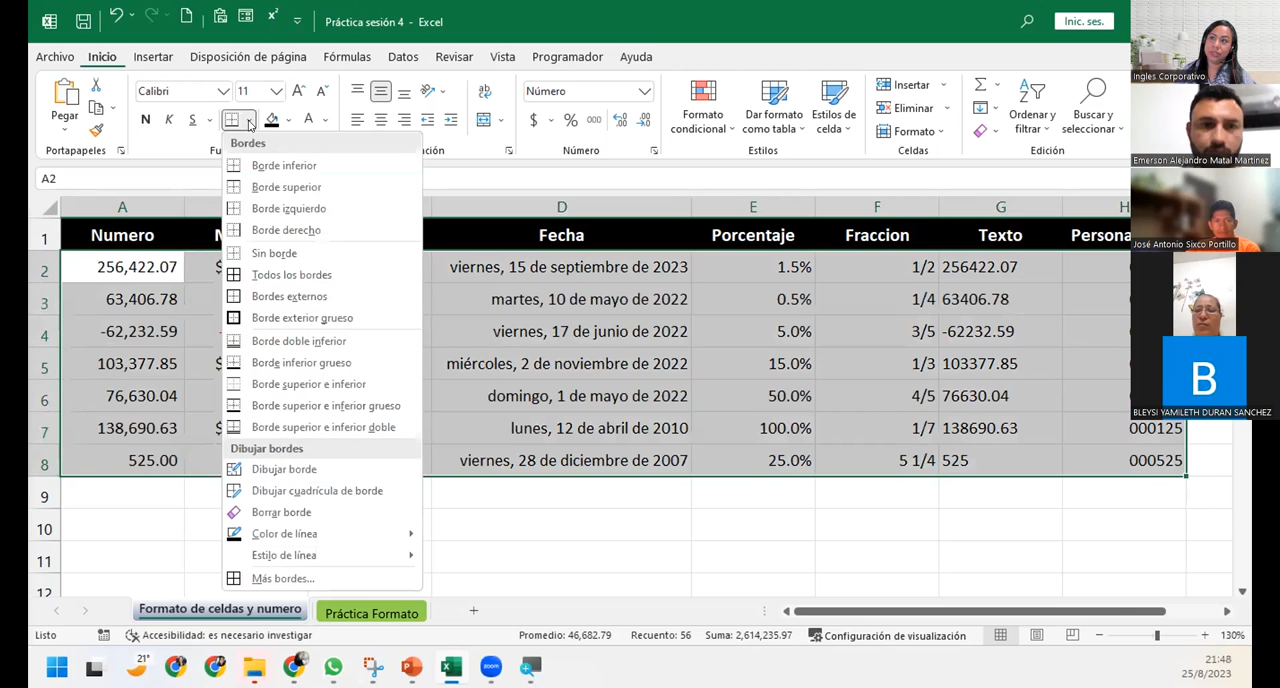 Práctica sesión 4 - Excel
Inic. ses.
Archivo Inicio Insertar Disposición de página Fórmulas Datos Revisar Vista Programador Ayuda
Pegar
Calibri 11
N K S
Número
$ % 000
Formato condicional
Dar formato como tabla
Estilos de celda
Insertar
Eliminar
Formato
Ordenar y filtrar
Buscar y seleccionar
Portapapeles Número Estilos Celdas Edición
A2
Bordes
Borde inferior
Borde superior
Borde izquierdo
Borde derecho
Sin borde
Todos los bordes
Bordes externos
Borde exterior grueso
Borde doble inferior
Borde inferior grueso
Borde superior e inferior
Borde superior e inferior grueso
Borde superior e inferior doble
Dibujar bordes
Dibujar borde
Dibujar cuadrícula de borde
Borrar borde
Color de línea
Estilo de línea
Más bordes...
A D E F G H
1 Numero Fecha Porcentaje Fraccion Texto
2 256,422.07 viernes, 15 de septiembre de 2023 1.5% 1/2 256422.07
3 63,406.78 martes, 10 de mayo de 2022 0.5% 1/4 63406.78
4 -62,232.59 viernes, 17 de junio de 2022 5.0% 3/5 -62232.59
5 103,377.85 miércoles, 2 de noviembre de 2022 15.0% 1/3 103377.85
6 76,630.04 domingo, 1 de mayo de 2022 50.0% 4/5 76630.04
7 138,690.63 lunes, 12 de abril de 2010 100.0% 1/7 138690.63 000125
8 525.00 viernes, 28 de diciembre de 2007 25.0% 5 1/4 525 000525
9
10
11
12
Formato de celdas y numero Práctica Formato
Listo Accesibilidad: es necesario investigar Promedio: 46,682.79 Recuento: 56 Suma: 2,614,235.97 Configuración de visualización 130%
21°
21:48
25/8/2023
Ingles Corporativo
Emerson Alejandro Matal Martinez
José Antonio Sixco Portillo
B
BLEYSI YAMILETH DURAN SANCHEZ